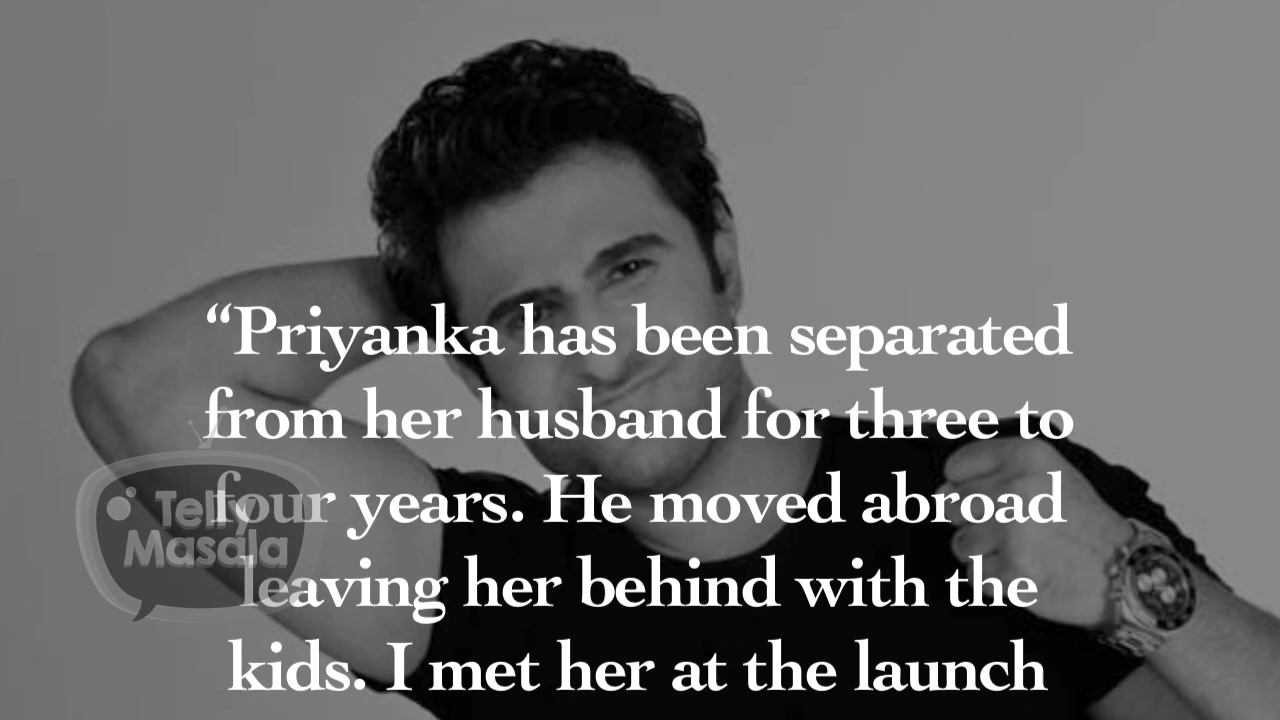 “Priyanka has been separated
from her husband for three to
four years. He moved abroad
leaving her behind with the
kids. I met her at the launch
Telly
Masala